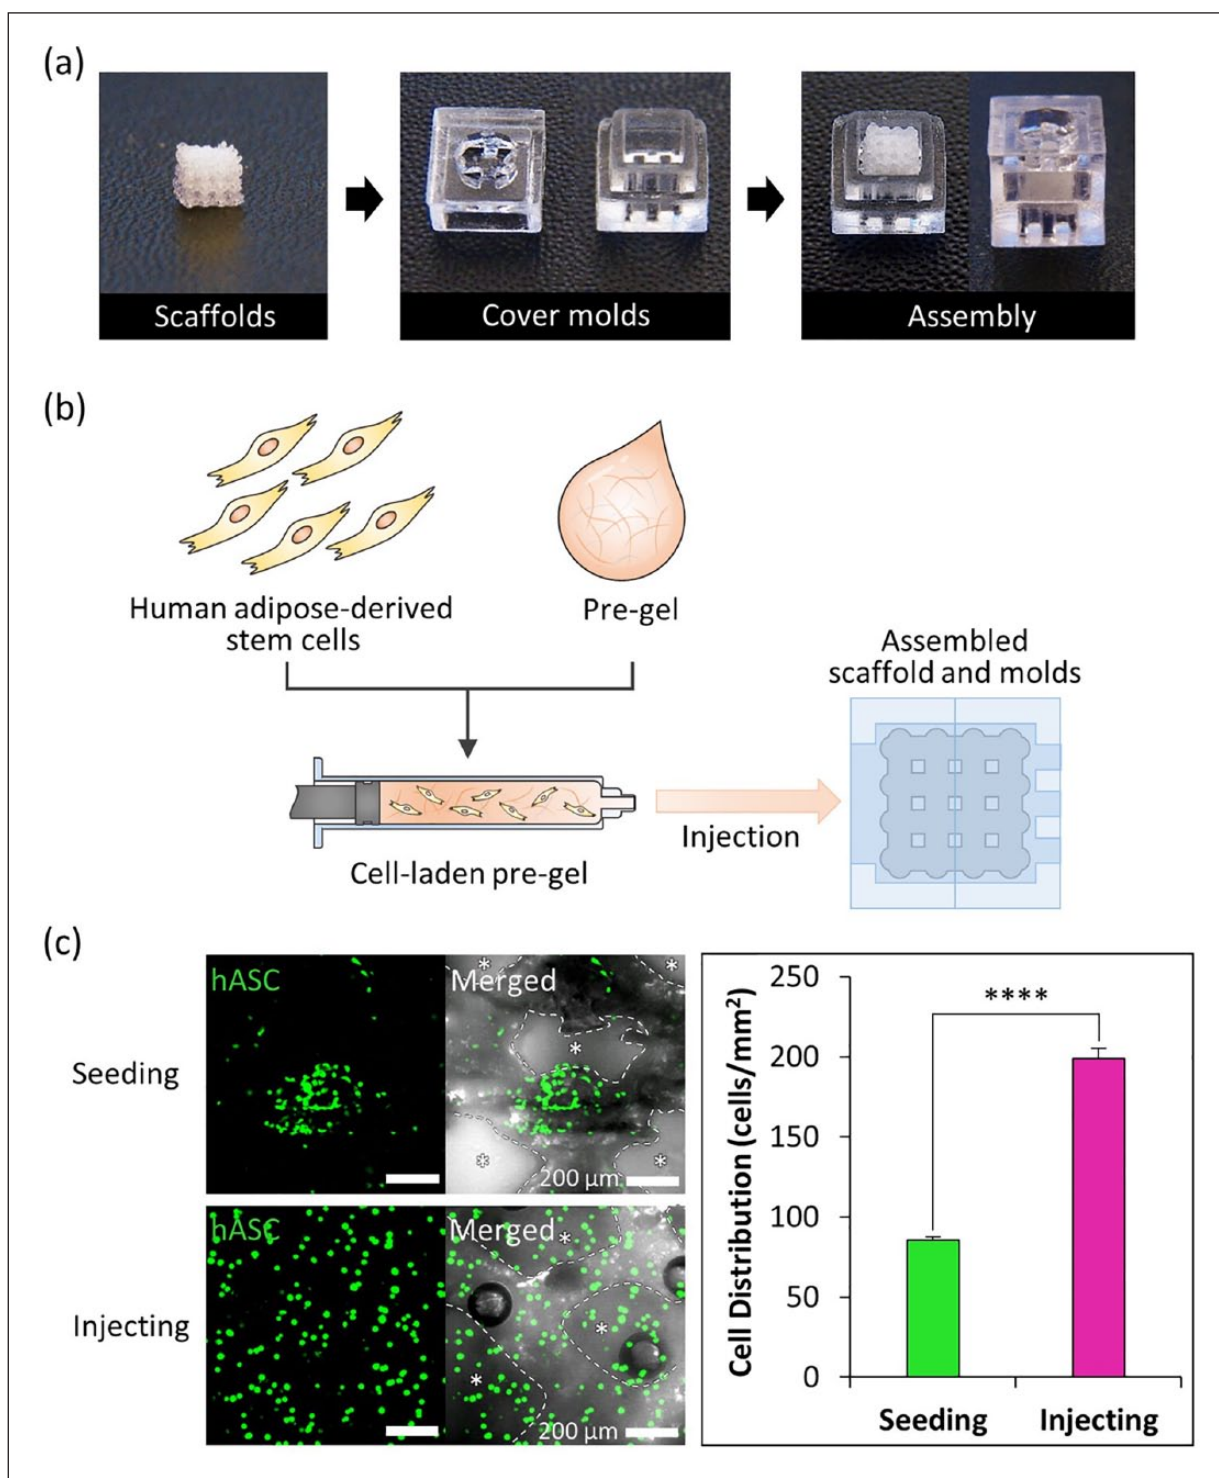 (a)
Scaffolds
Cover molds
Assembly
(b)
Human adipose-derived
stem cells
Pre-gel
Assembled
scaffold and molds
Injection
Cell-laden pre-gel
(c)
hASC
Merged
Seeding
*
*
*
*
*
200 µm
hASC
Merged
Injecting
*
*
*
200 µm
Cell Distribution (cells/mm²)
250
200
150
100
50
0
****
Seeding
Injecting